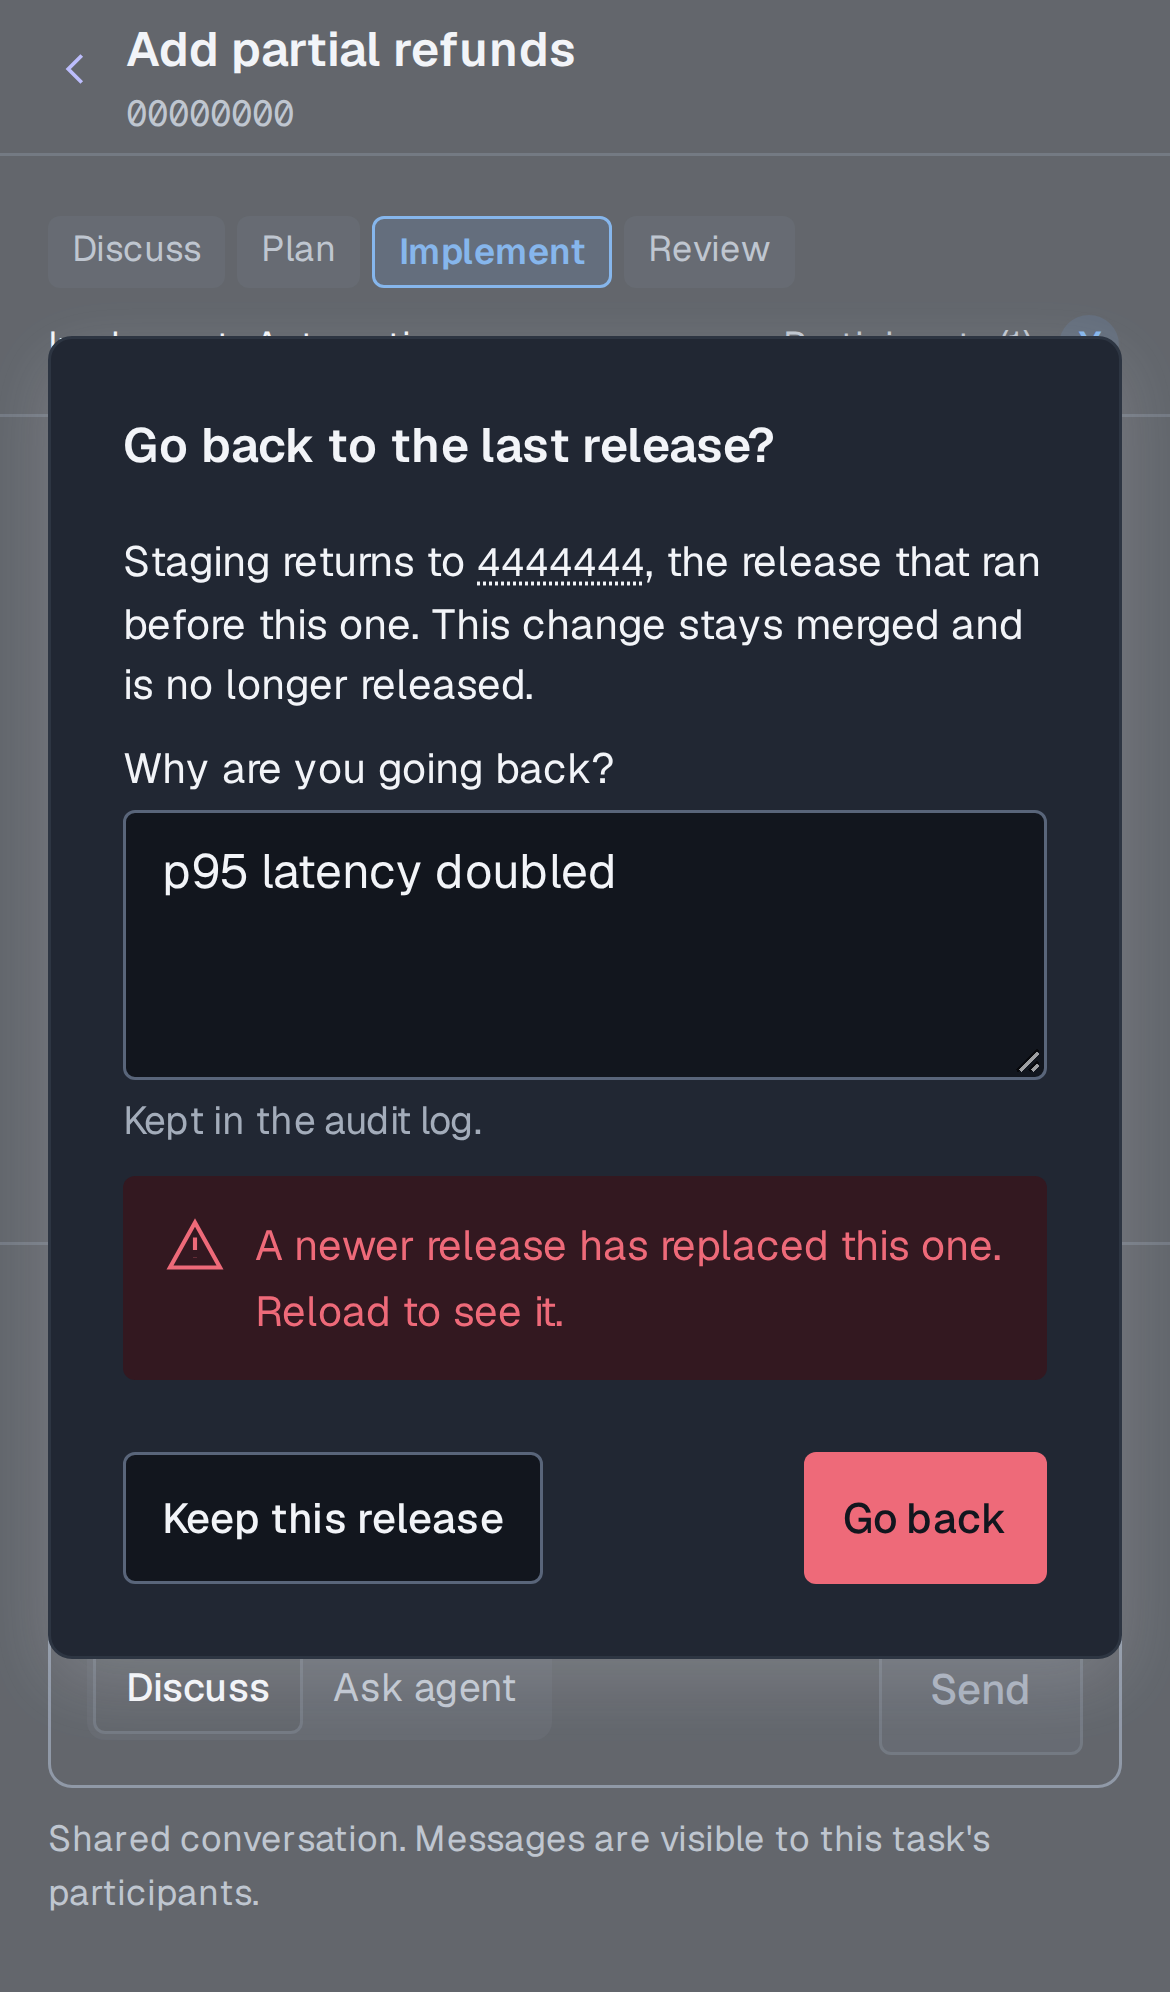 Add partial refunds
00000000
Discuss Plan Implement Review
Go back to the last release?
Staging returns to 4444444, the release that ran
before this one. This change stays merged and
is no longer released.
Why are you going back?
p95 latency doubled
Kept in the audit log.
A newer release has replaced this one.
Reload to see it.
Keep this release Go back
Discuss Ask agent Send
Shared conversation. Messages are visible to this task's
participants.